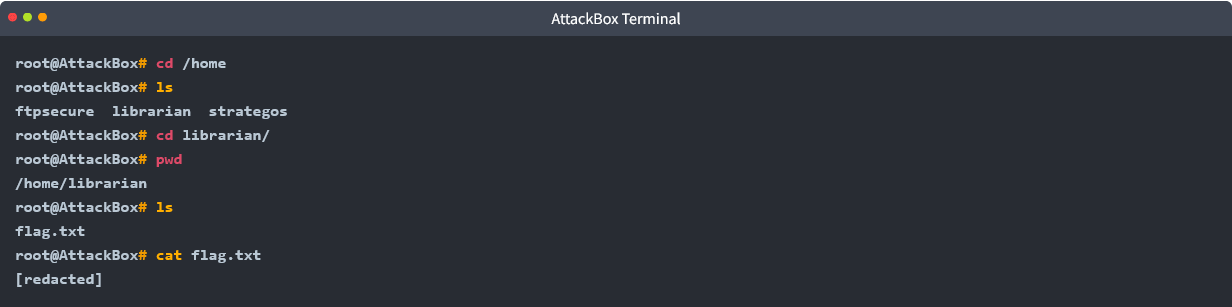 AttackBox Terminal
root@AttackBox# cd /home
root@AttackBox# ls
ftpsecure  librarian  strategos
root@AttackBox# cd librarian/
root@AttackBox# pwd
/home/librarian
root@AttackBox# ls
flag.txt
root@AttackBox# cat flag.txt
[redacted]